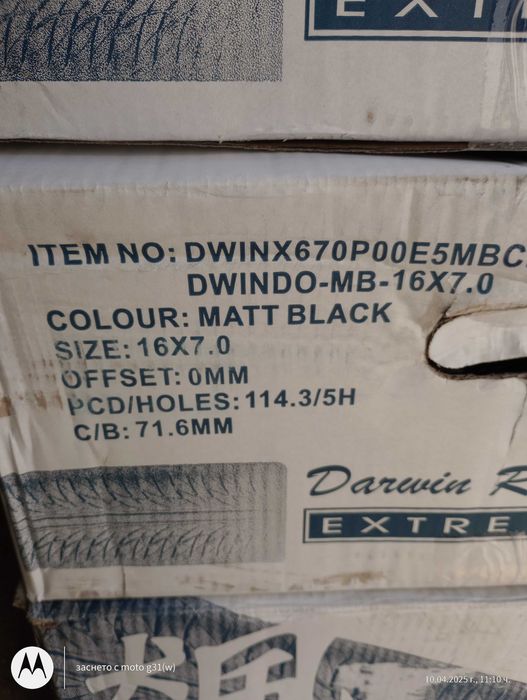 EXT
ITEM NO: DWINX670P00E5MBC
DWINDO-MB-16X7.0
COLOUR: MATT BLACK
SIZE: 16X7.0
OFFSET: 0MM
PCD/HOLES: 114.3/5H
C/B: 71.6MM
Darwin R
EXTRE
заснето с moto g31(w)
10.04.2025 г., 11:10 ч.